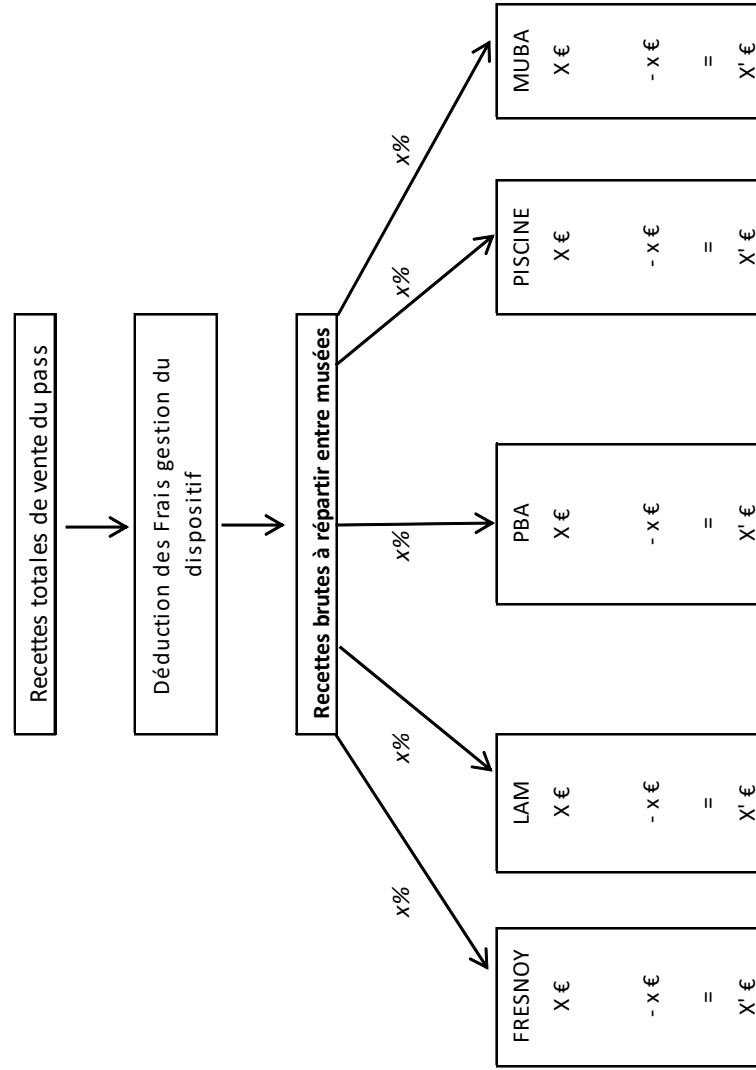 Recettes totales de vente du pass
Déduction des Frais gestion du
dispositif
Recettes brutes à répartir entre musées
x%
x%
x%
x%
x%
FRESNOY
X €
- x €
=
X' €
LAM
X €
- x €
=
X' €
PBA
X €
- x €
=
X' €
PISCINE
X €
- x €
=
X' €
MUBA
X €
- x €
=
X' €